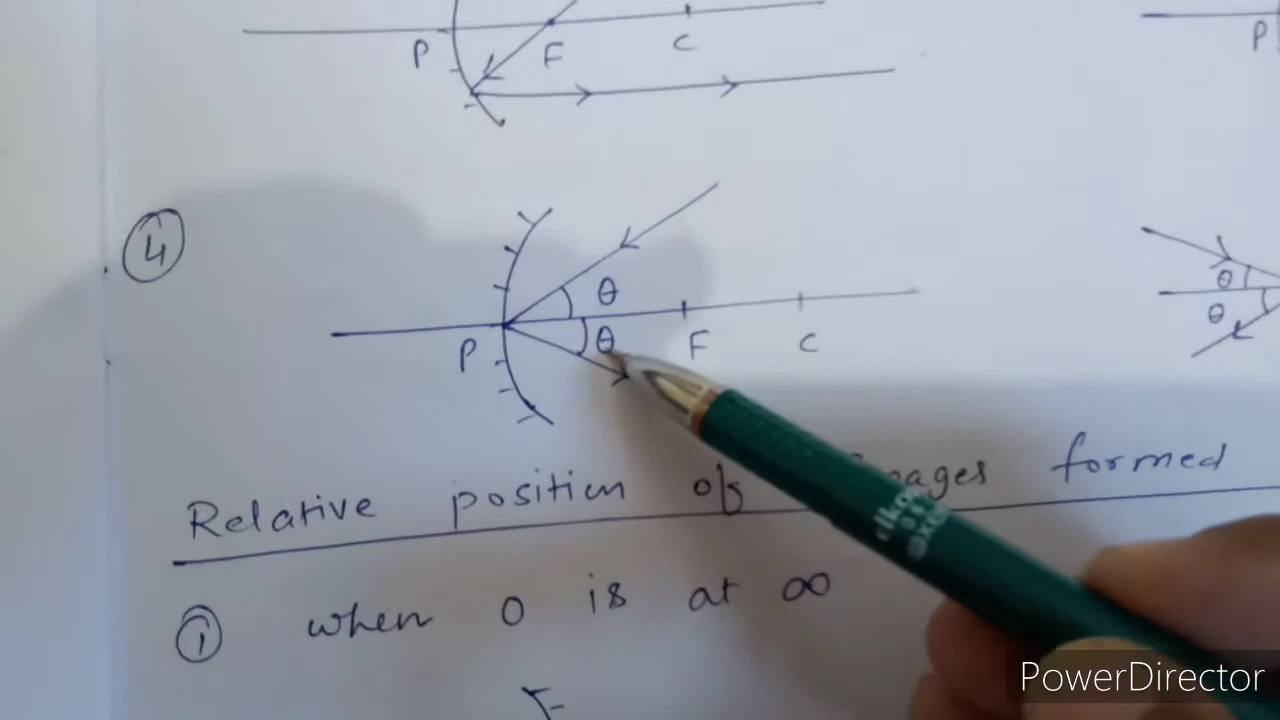 P F C
P
4
θ
θ
P F C
θ
θ
Relative position of formed
1 when O is at ∞
PowerDirector